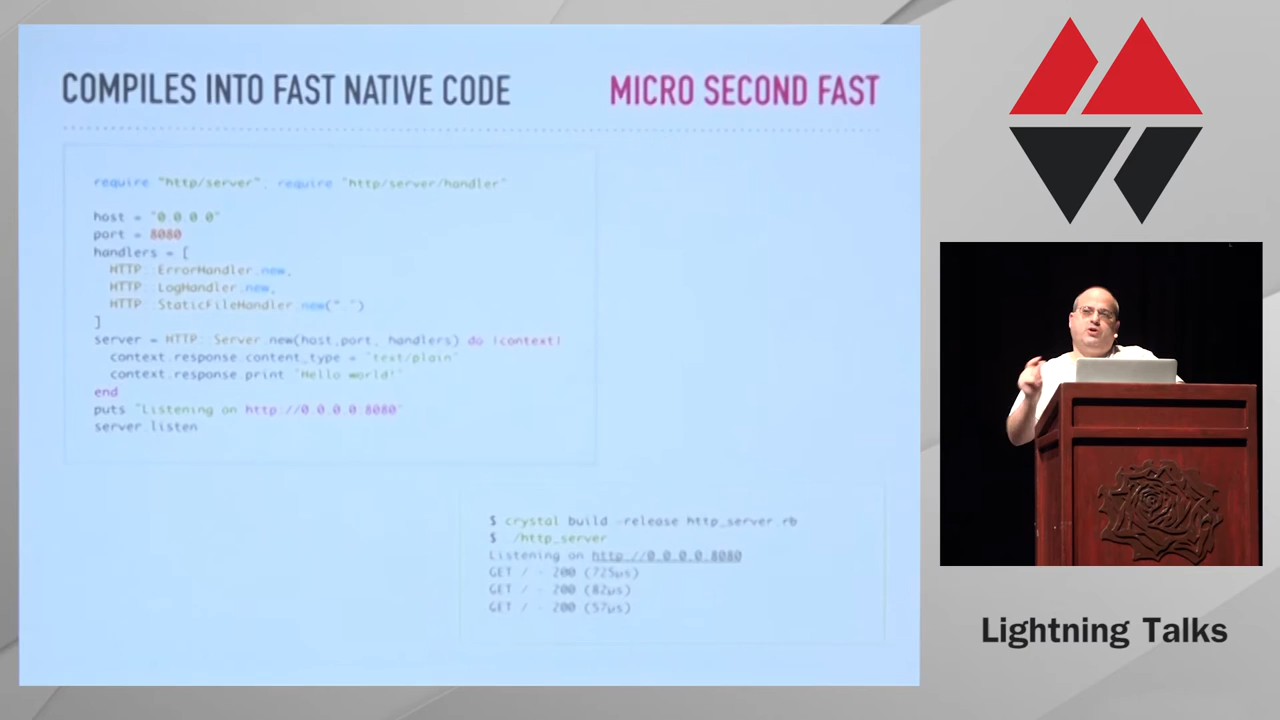 COMPILES INTO FAST NATIVE CODE
MICRO SECOND FAST
require "http/server", require "http/server/handler"
host = "0.0.0.0"
port = 8080
handlers = [
HTTP::ErrorHandler.new,
HTTP::LogHandler.new,
HTTP::StaticFileHandler.new(".")
]
server = HTTP::Server.new(host,port, handlers) do |context|
context.response.content_type = "text/plain"
context.response.print "Hello world!"
end
puts "Listening on http://0.0.0.0:8080"
server.listen
$ crystal build -release http_server.rb
$ ./http_server
Listening on http://0.0.0.0:8080
GET / - 200 (725µs)
GET / - 200 (82µs)
GET / - 200 (57µs)
Lightning Talks